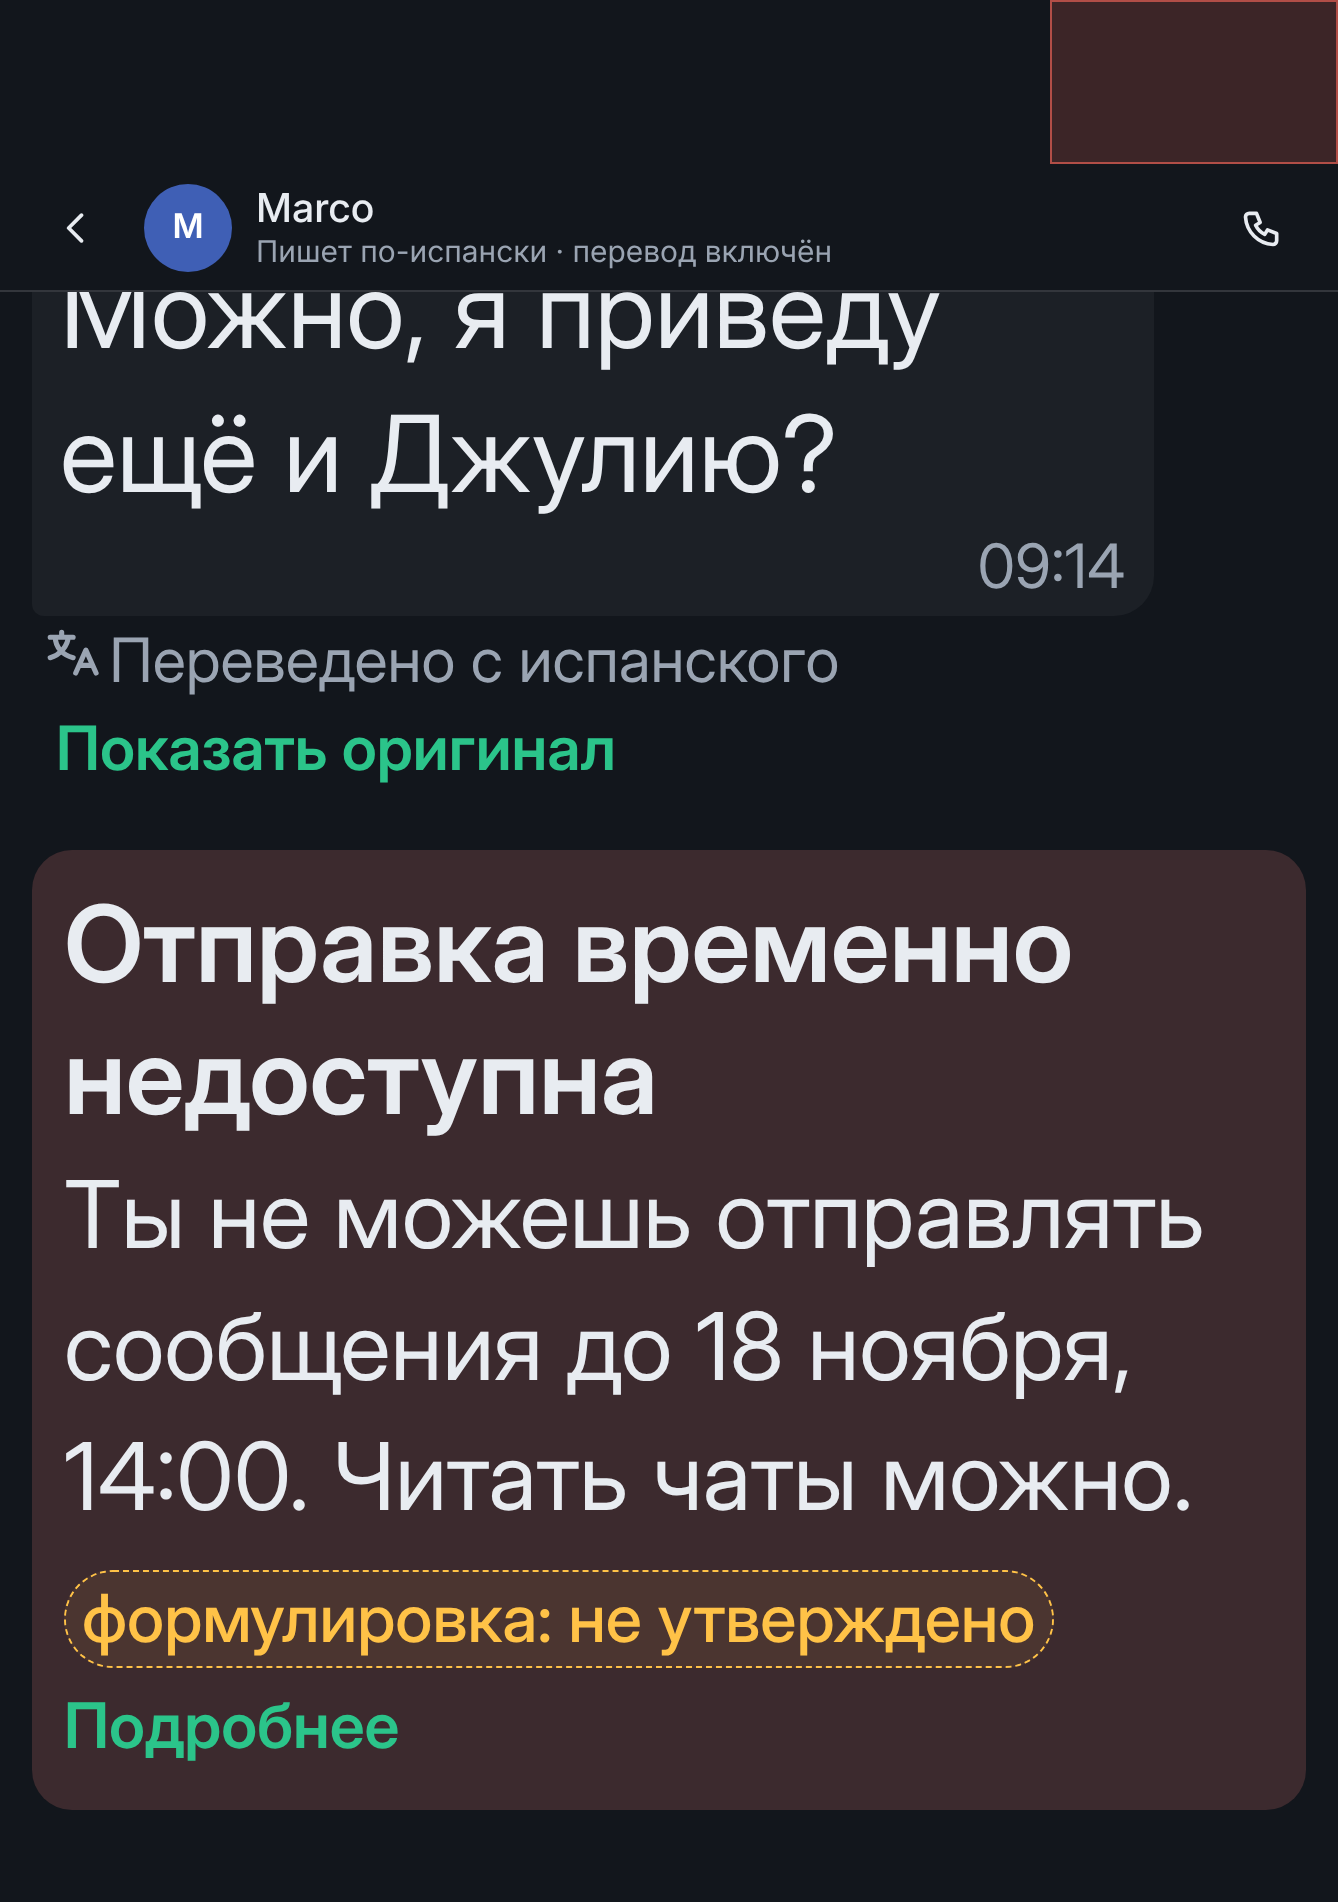 M
Marco
Пишет по-испански · перевод включён
Можно, я приведу
ещё и Джулию?
09:14
Переведено с испанского
Показать оригинал
Отправка временно
недоступна
Ты не можешь отправлять
сообщения до 18 ноября,
14:00. Читать чаты можно.
формулировка: не утверждено
Подробнее